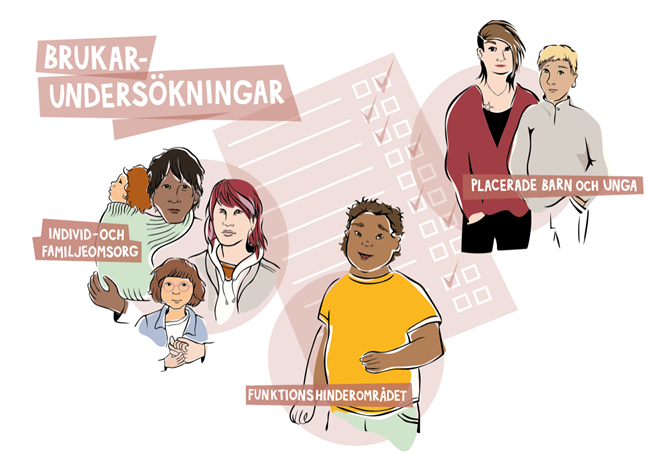 BRUKAR-
UNDERSÖKNINGAR
PLACERADE BARN OCH UNGA
INDIVID- OCH
FAMILJEOMSORG
FUNKTIONSHINDEROMRÅDET